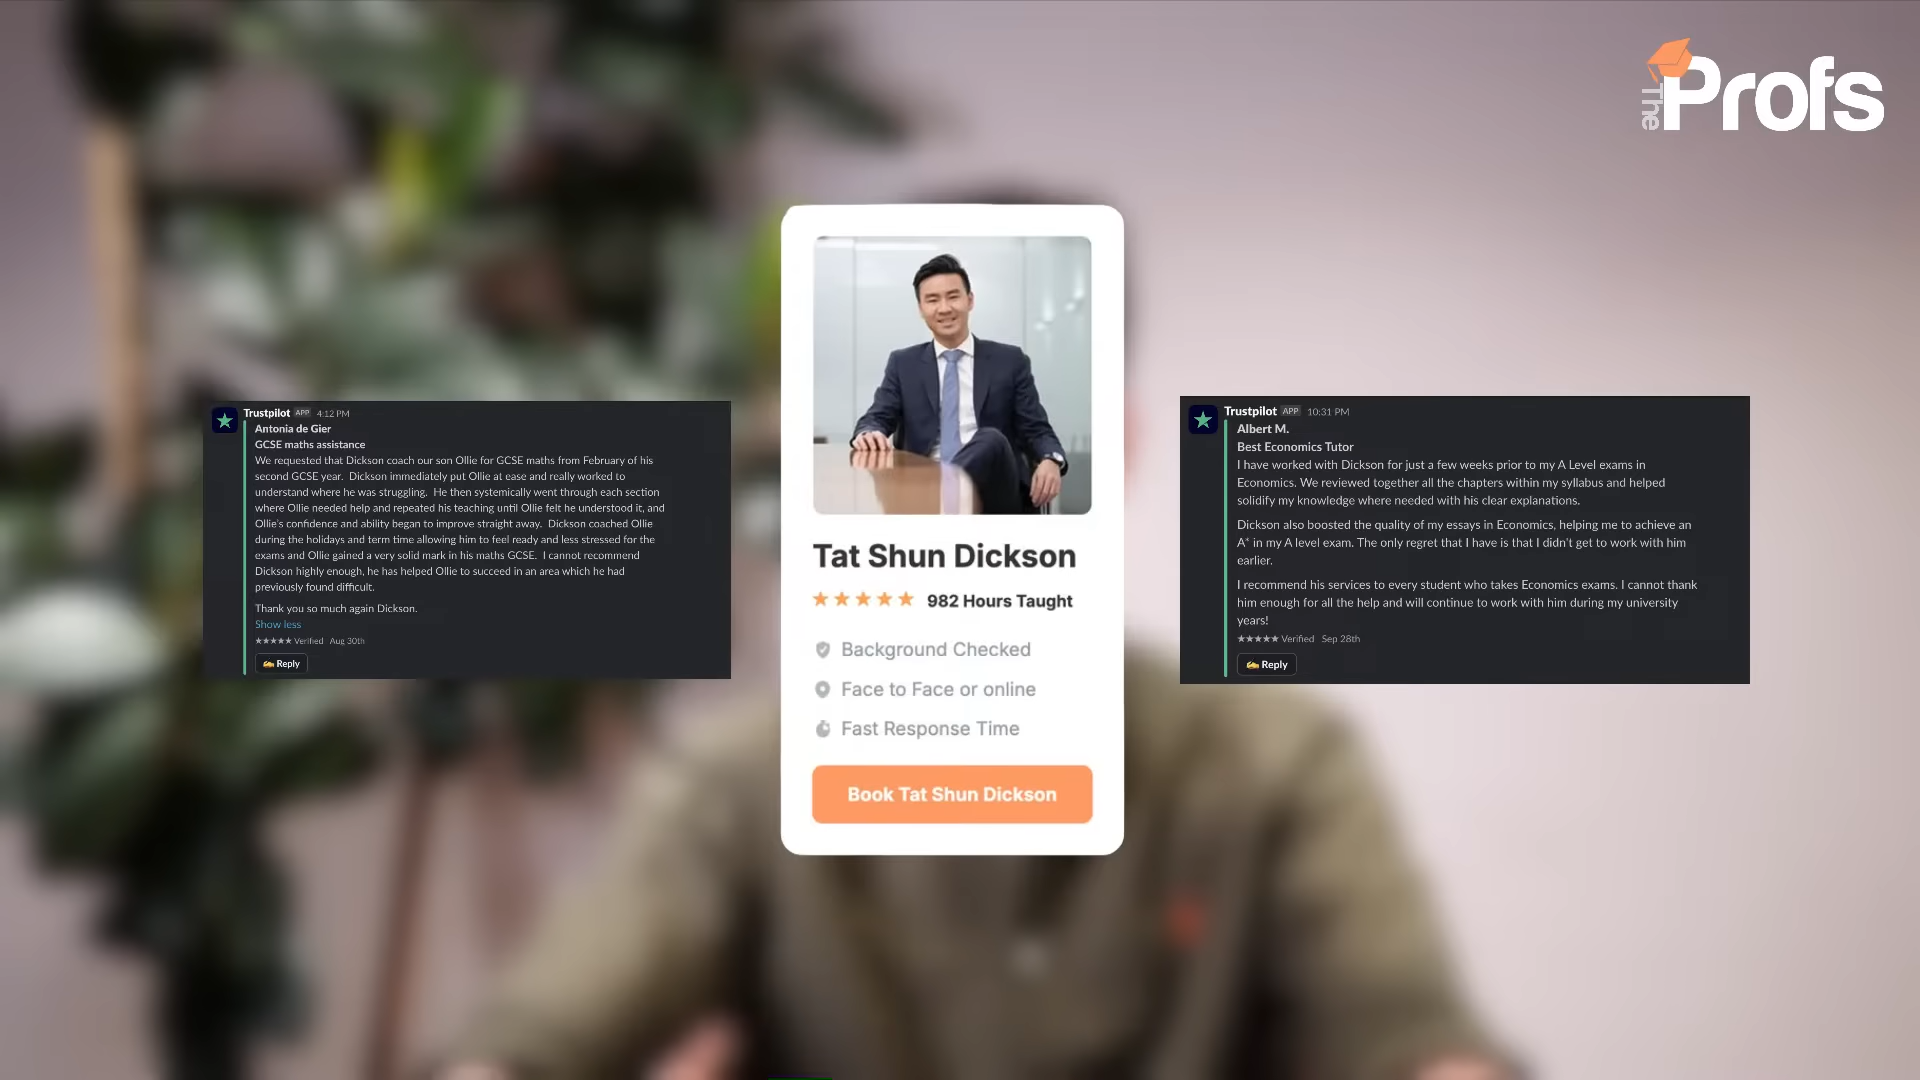 The Profs
Trustpilot APP 4:12 PM
Antonia de Gier
GCSE maths assistance
We requested that Dickson coach our son Ollie for GCSE maths from February of his
second GCSE year. Dickson immediately put Ollie at ease and really worked to
understand where he was struggling. He then systemically went through each section
where Ollie needed help and repeated his teaching until Ollie felt he understood it, and
Ollie's confidence and ability began to improve straight away. Dickson coached Ollie
during the holidays and term time allowing him to feel ready and less stressed for the
exams and Ollie gained a very solid mark in his maths GCSE. I cannot recommend
Dickson highly enough, he has helped Ollie to succeed in an area which he had
previously found difficult.
Thank you so much again Dickson.
Show less
★★★★★ Verified Aug 30th
Reply
Tat Shun Dickson
982 Hours Taught
Background Checked
Face to Face or online
Fast Response Time
Book Tat Shun Dickson
Trustpilot APP 10:31 PM
Albert M.
Best Economics Tutor
I have worked with Dickson for just a few weeks prior to my A Level exams in
Economics. We reviewed together all the chapters within my syllabus and helped
solidify my knowledge where needed with his clear explanations.
Dickson also boosted the quality of my essays in Economics, helping me to achieve an
A* in my A level exam. The only regret that I have is that I didn't get to work with him
earlier.
I recommend his services to every student who takes Economics exams. I cannot thank
him enough for all the help and will continue to work with him during my university
years!
★★★★★ Verified Sep 28th
Reply